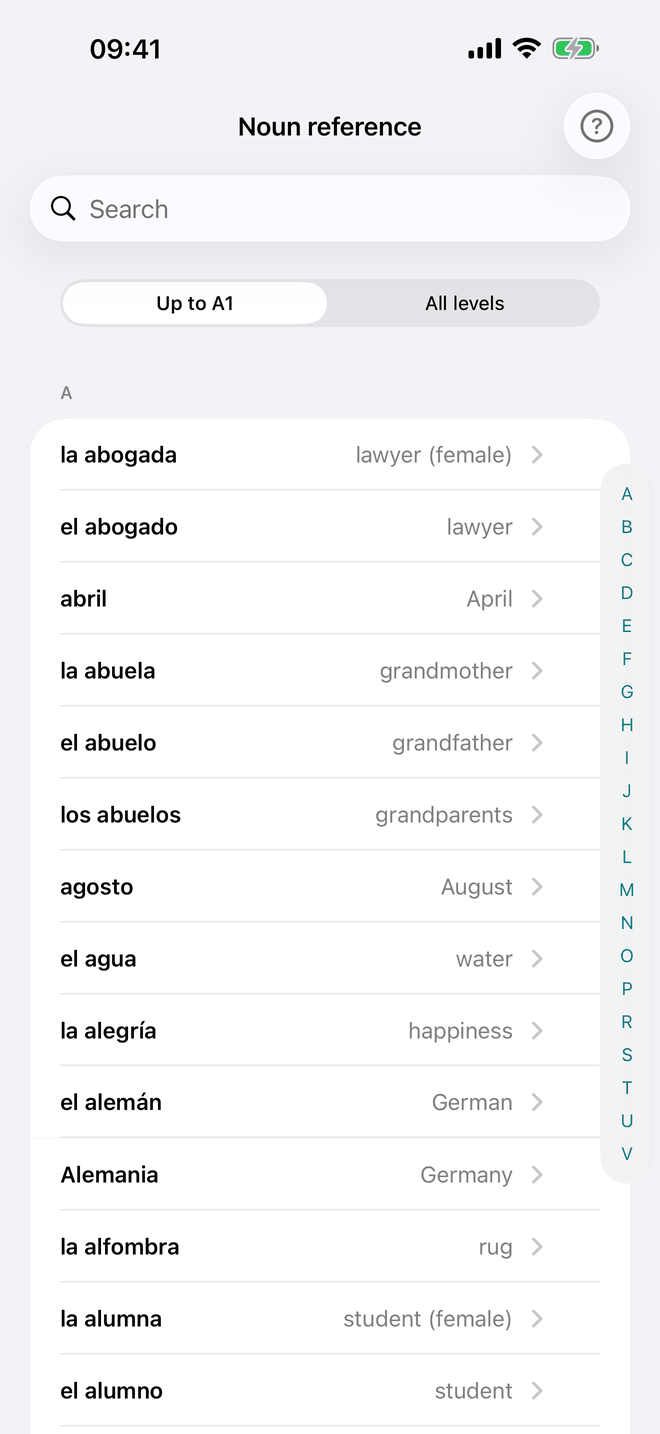 09:41
Noun reference
?
Search
Up to A1
All levels
A
la abogada lawyer (female)
el abogado lawyer
abril April
la abuela grandmother
el abuelo grandfather
los abuelos grandparents
agosto August
el agua water
la alegría happiness
el alemán German
Alemania Germany
la alfombra rug
la alumna student (female)
el alumno student
A
B
C
D
E
F
G
H
I
J
K
L
M
N
O
P
R
S
T
U
V